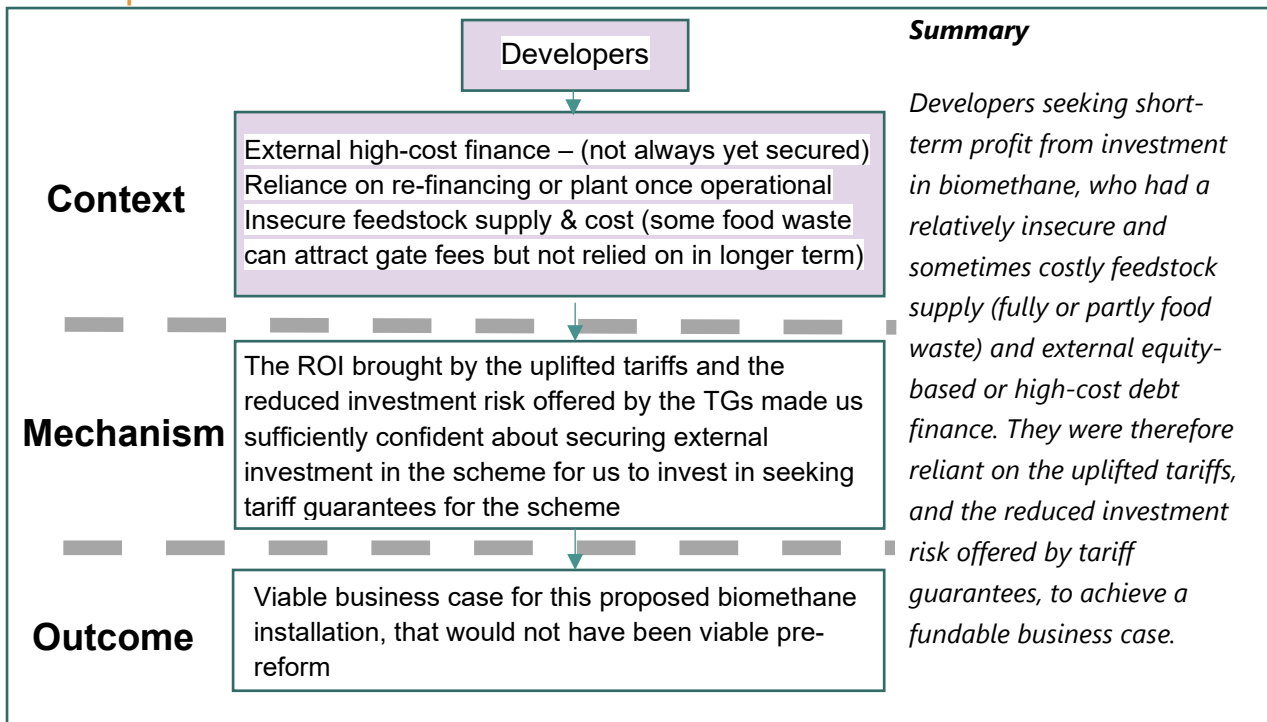 Developers
Context
External high-cost finance – (not always yet secured)
Reliance on re-financing or plant once operational
Insecure feedstock supply & cost (some food waste
can attract gate fees but not relied on in longer term)
Mechanism
The ROI brought by the uplifted tariffs and the
reduced investment risk offered by the TGs made us
sufficiently confident about securing external
investment in the scheme for us to invest in seeking
tariff guarantees for the scheme
Outcome
Viable business case for this proposed biomethane
installation, that would not have been viable pre-
reform
Summary
Developers seeking short-
term profit from investment
in biomethane, who had a
relatively insecure and
sometimes costly feedstock
supply (fully or partly food
waste) and external equity-
based or high-cost debt
finance. They were therefore
reliant on the uplifted tariffs,
and the reduced investment
risk offered by tariff
guarantees, to achieve a
fundable business case.